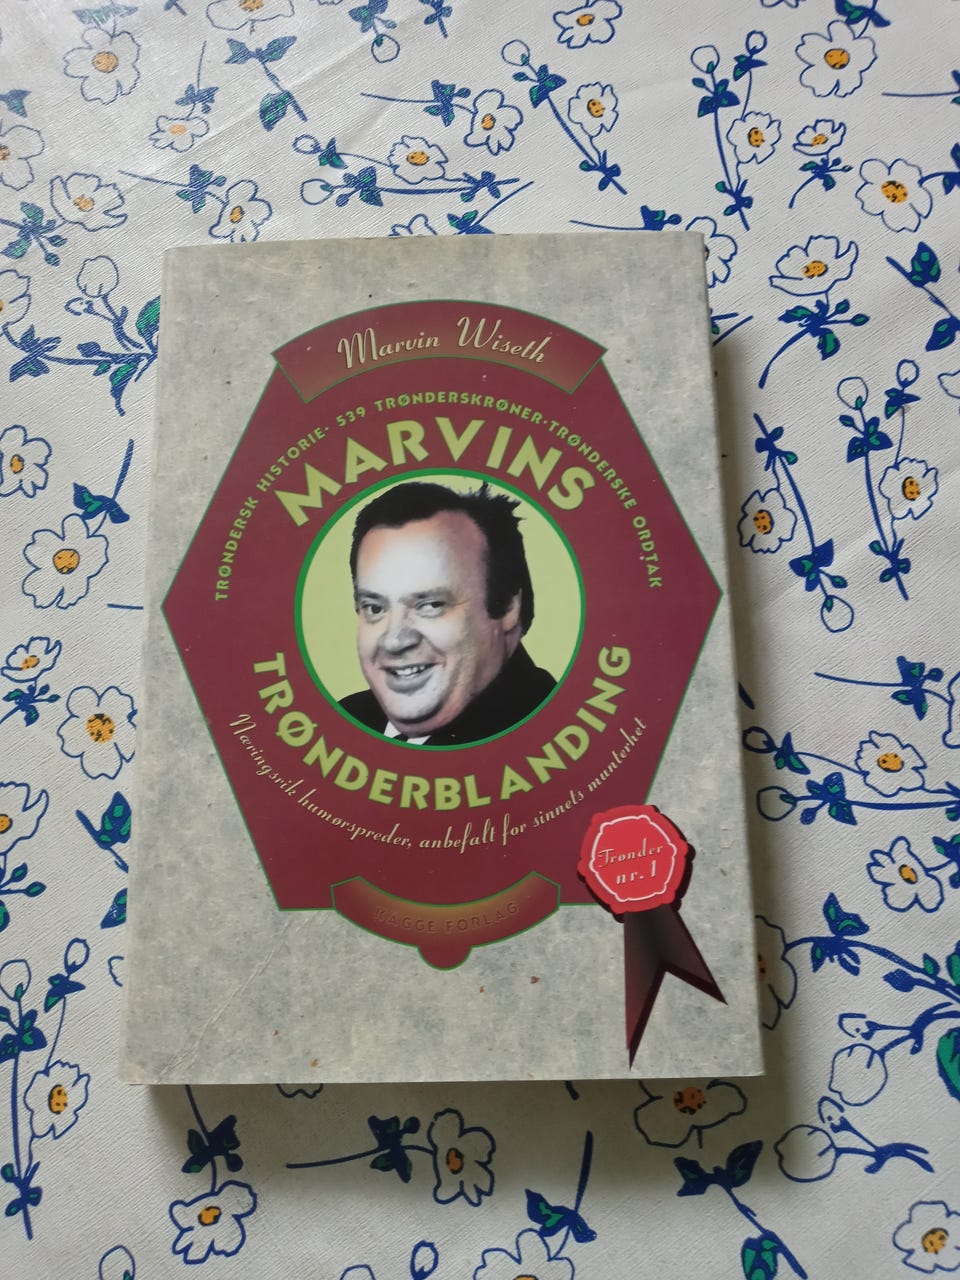 Marvin Wiseth
TRØNDERSK HISTORIE · 539 TRØNDERSKRØNER · TRØNDERSKE ORDTAK
MARVINS
TRØNDERBLANDING
Næringsrik humørspreder, anbefalt for sinnets munterhet
Trønder
nr. 1
KAGGE FORLAG